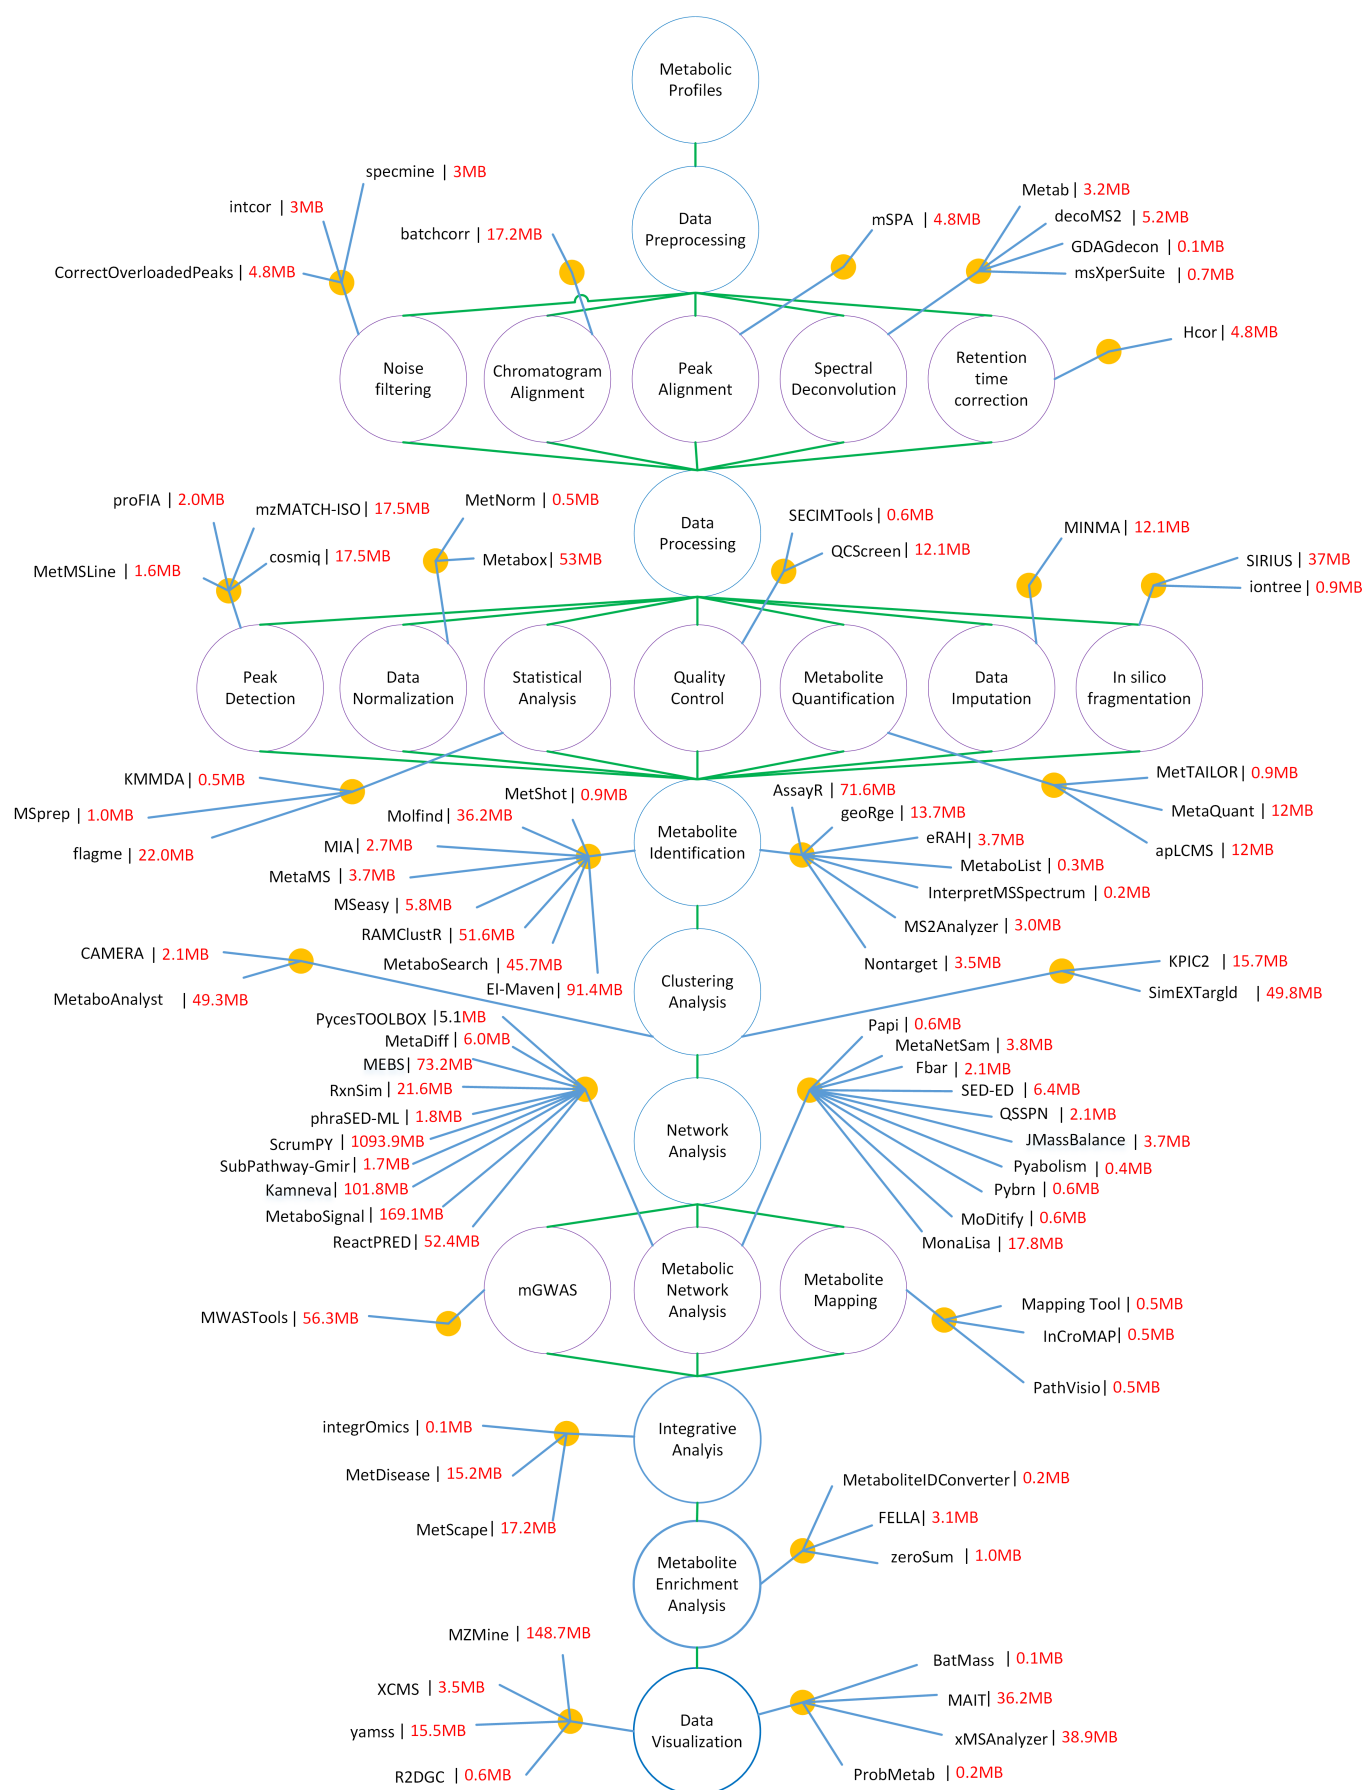 Metabolic
Profiles
specmine | 3MB
intcor | 3MB
CorrectOverloadedPeaks | 4.8MB
batchcorr | 17.2MB
Data
Preprocessing
mSPA | 4.8MB
Metab | 3.2MB
decoMS2 | 5.2MB
GDAGdecon | 0.1MB
msXperSuite | 0.7MB
Hcor | 4.8MB
Noise
filtering
Chromatogram
Alignment
Peak
Alignment
Spectral
Deconvolution
Retention
time
correction
proFIA | 2.0MB
mzMATCH-ISO | 17.5MB
cosmiq | 17.5MB
MetMSLine | 1.6MB
MetNorm | 0.5MB
Metabox | 53MB
Data
Processing
SECIMTools | 0.6MB
QCScreen | 12.1MB
MINMA | 12.1MB
SIRIUS | 37MB
iontree | 0.9MB
Peak
Detection
Data
Normalization
Statistical
Analysis
Quality
Control
Metabolite
Quantification
Data
Imputation
In silico
fragmentation
KMMDA | 0.5MB
MSprep | 1.0MB
flagme | 22.0MB
MetShot | 0.9MB
Molfind | 36.2MB
MIA | 2.7MB
MetaMS | 3.7MB
MSeasy | 5.8MB
RAMClustR | 51.6MB
MetaboSearch | 45.7MB
EI-Maven | 91.4MB
Metabolite
Identification
AssayR | 71.6MB
geoRge | 13.7MB
eRAH | 3.7MB
MetaboList | 0.3MB
InterpretMSSpectrum | 0.2MB
MS2Analyzer | 3.0MB
Nontarget | 3.5MB
MetTAILOR | 0.9MB
MetaQuant | 12MB
apLCMS | 12MB
CAMERA | 2.1MB
MetaboAnalyst | 49.3MB
Clustering
Analysis
KPIC2 | 15.7MB
SimEXTargld | 49.8MB
PycesTOOLBOX | 5.1MB
MetaDiff | 6.0MB
MEBS | 73.2MB
RxnSim | 21.6MB
phraSED-ML | 1.8MB
ScrumPY | 1093.9MB
SubPathway-Gmir | 1.7MB
Kamneva | 101.8MB
MetaboSignal | 169.1MB
ReactPRED | 52.4MB
Network
Analysis
Papi | 0.6MB
MetaNetSam | 3.8MB
Fbar | 2.1MB
SED-ED | 6.4MB
QSSPN | 2.1MB
JMassBalance | 3.7MB
Pyabolism | 0.4MB
Pybrn | 0.6MB
MoDitify | 0.6MB
MonaLisa | 17.8MB
mGWAS
Metabolic
Network
Analysis
Metabolite
Mapping
MWASTools | 56.3MB
Mapping Tool | 0.5MB
InCroMAP | 0.5MB
PathVisio | 0.5MB
integrOmics | 0.1MB
MetDisease | 15.2MB
MetScape | 17.2MB
Integrative
Analyis
MetaboliteIDConverter | 0.2MB
FELLA | 3.1MB
zeroSum | 1.0MB
Metabolite
Enrichment
Analysis
MZMine | 148.7MB
XCMS | 3.5MB
yamss | 15.5MB
R2DGC | 0.6MB
Data
Visualization
BatMass | 0.1MB
MAIT | 36.2MB
xMSAnalyzer | 38.9MB
ProbMetab | 0.2MB